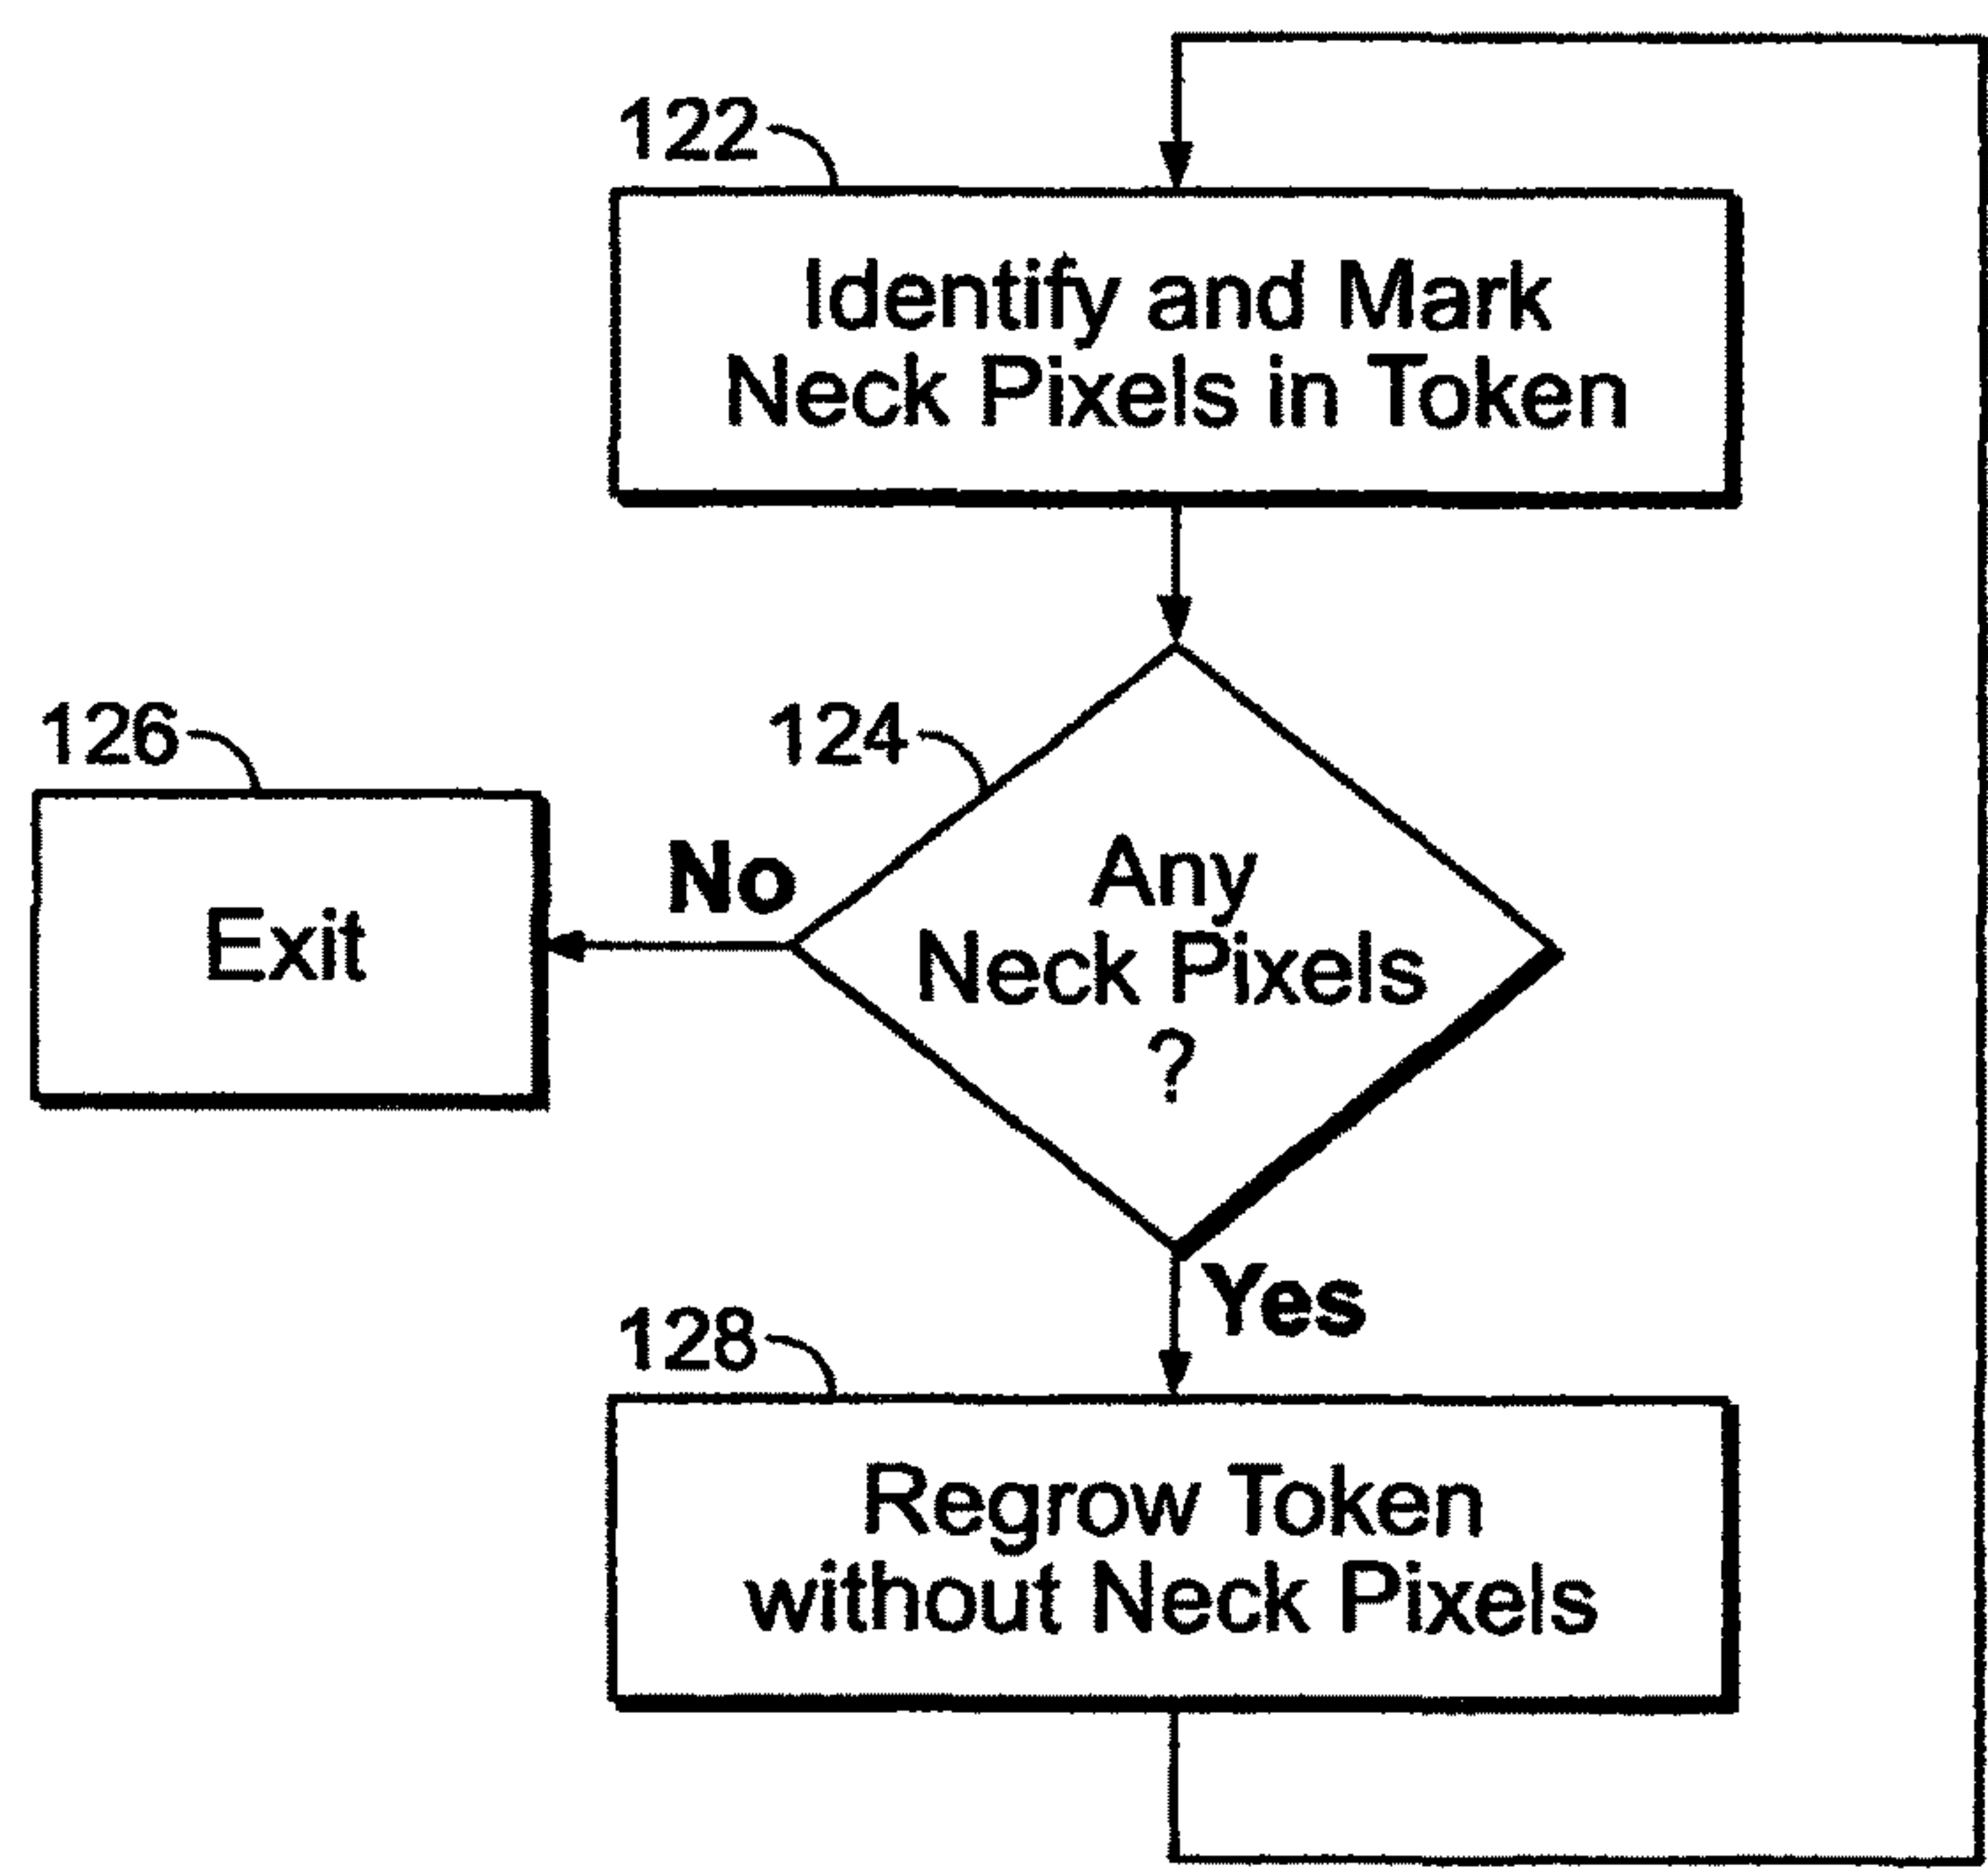 122
Identify and Mark
Neck Pixels in Token
126
124
No
Exit
Any
Neck Pixels
?
Yes
128
Regrow Token
without Neck Pixels